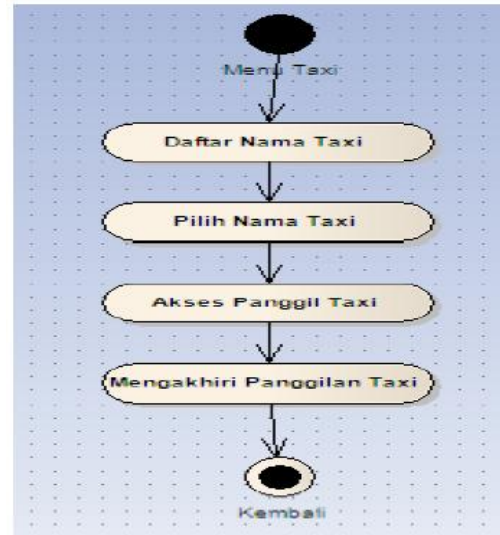 Menu Taxi
Daftar Nama Taxi
Pilih Nama Taxi
Akses Panggil Taxi
Mengakhiri Panggilan Taxi
Kembali